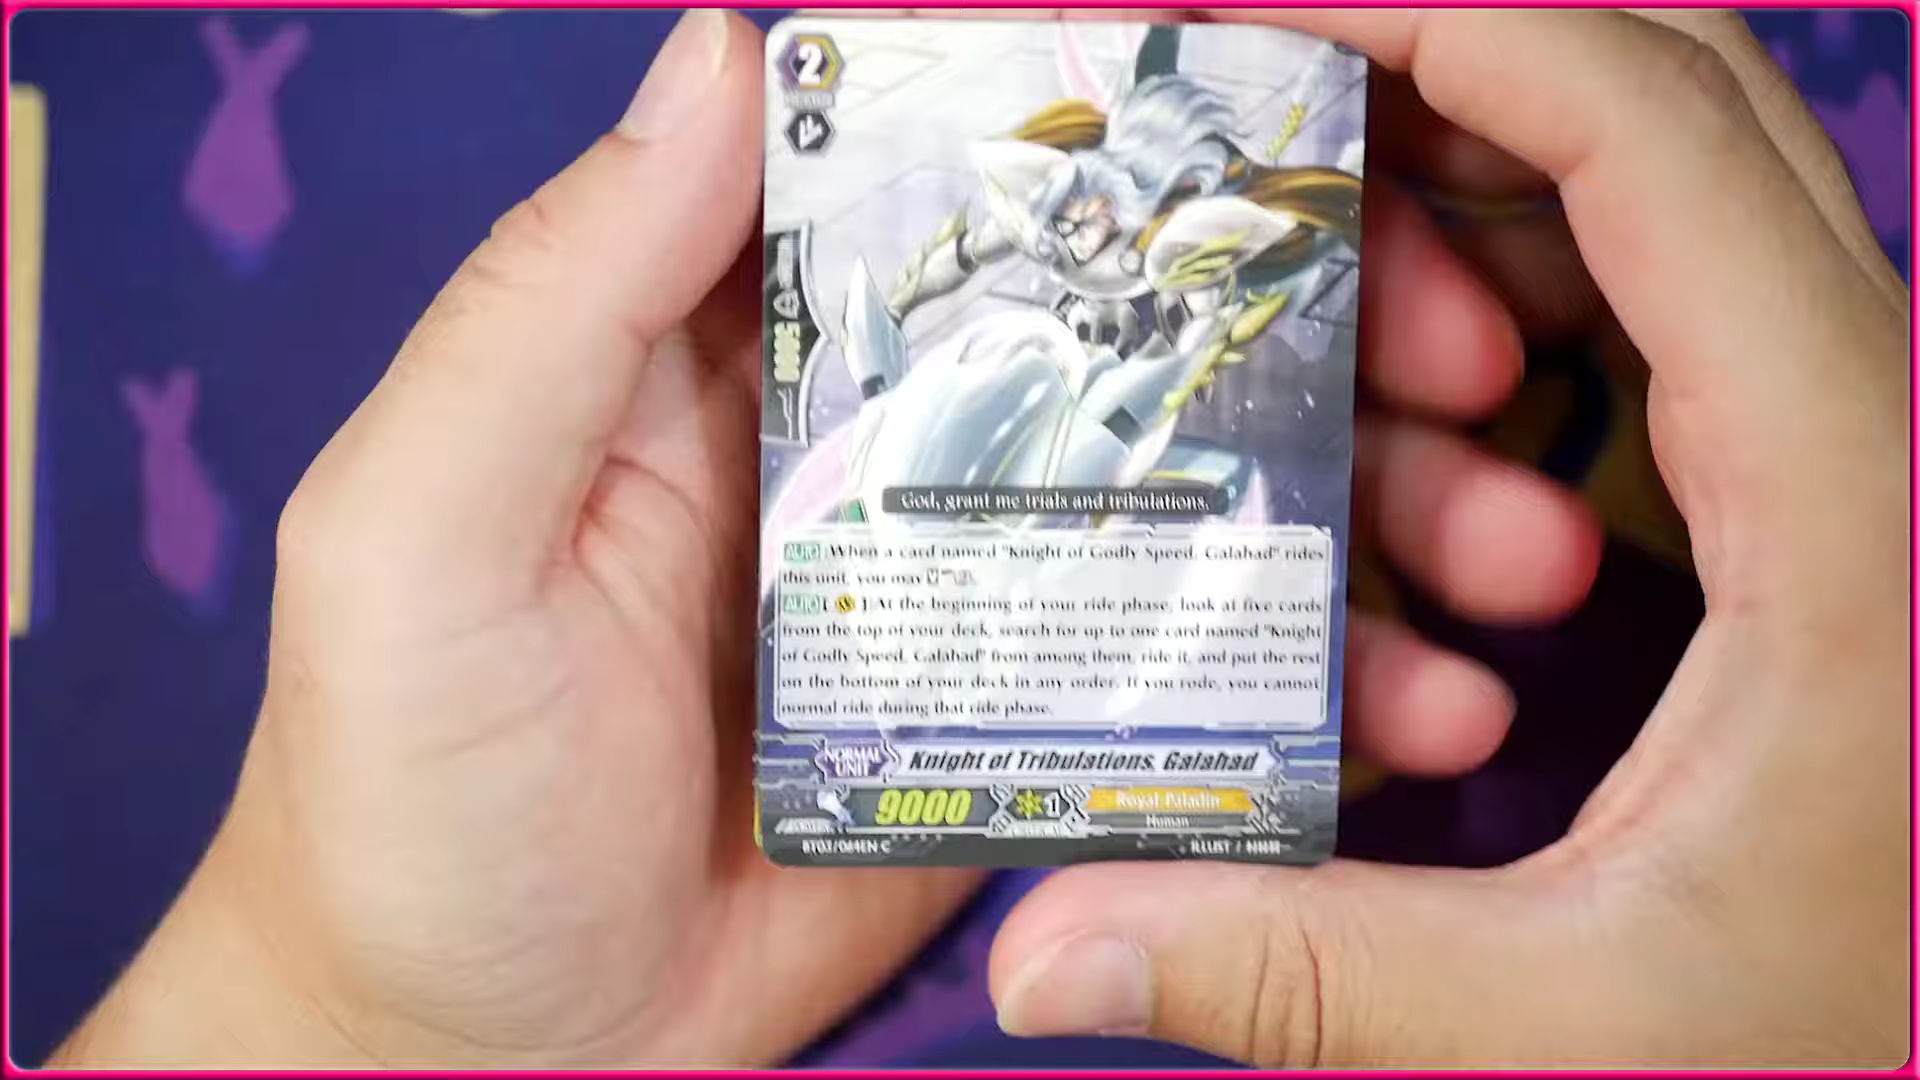 2
5000
God, grant me trials and tribulations.
AUTO :When a card named "Knight of Godly Speed, Galahad" rides
this unit, you may
AUTO [ ]:At the beginning of your ride phase, look at five cards
from the top of your deck, search for up to one card named "Knight
of Godly Speed, Galahad" from among them, ride it, and put the rest
on the bottom of your deck in any order. If you rode, you cannot
normal ride during that ride phase.
NORMAL
UNIT
Knight of Tribulations, Galahad
9000
1
Royal Paladin
Human
BT03/064EN C
ILLUST /